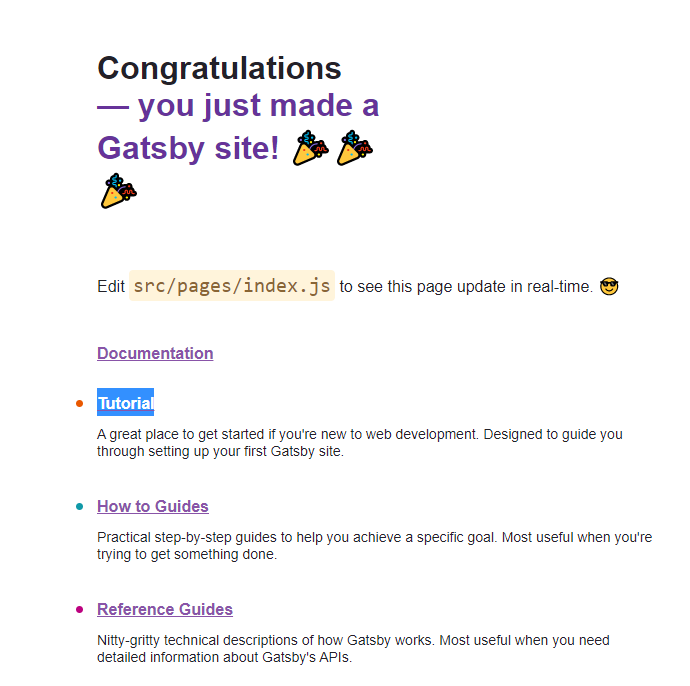 Congratulations
— you just made a
Gatsby site! 🎉🎉
🎉
Edit src/pages/index.js to see this page update in real-time. 😎
Documentation
Tutorial
A great place to get started if you're new to web development. Designed to guide you
through setting up your first Gatsby site.
How to Guides
Practical step-by-step guides to help you achieve a specific goal. Most useful when you're
trying to get something done.
Reference Guides
Nitty-gritty technical descriptions of how Gatsby works. Most useful when you need
detailed information about Gatsby's APIs.